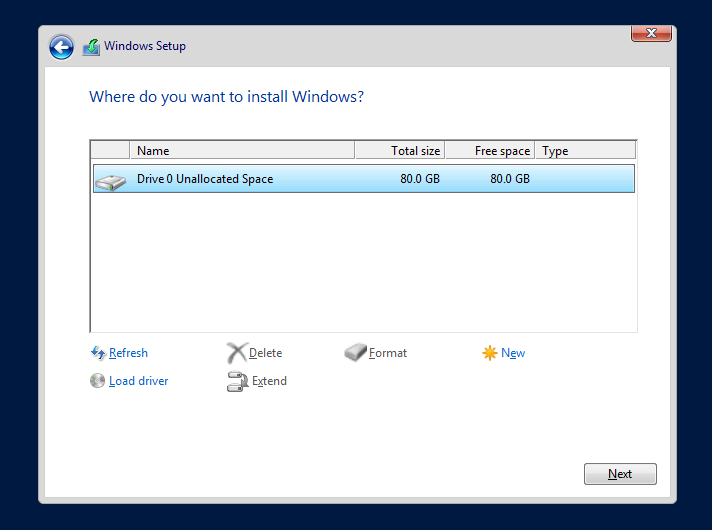 Windows Setup
Where do you want to install Windows?
Name Total size Free space Type
Drive 0 Unallocated Space 80.0 GB 80.0 GB
Refresh Delete Format New
Load driver Extend
Next